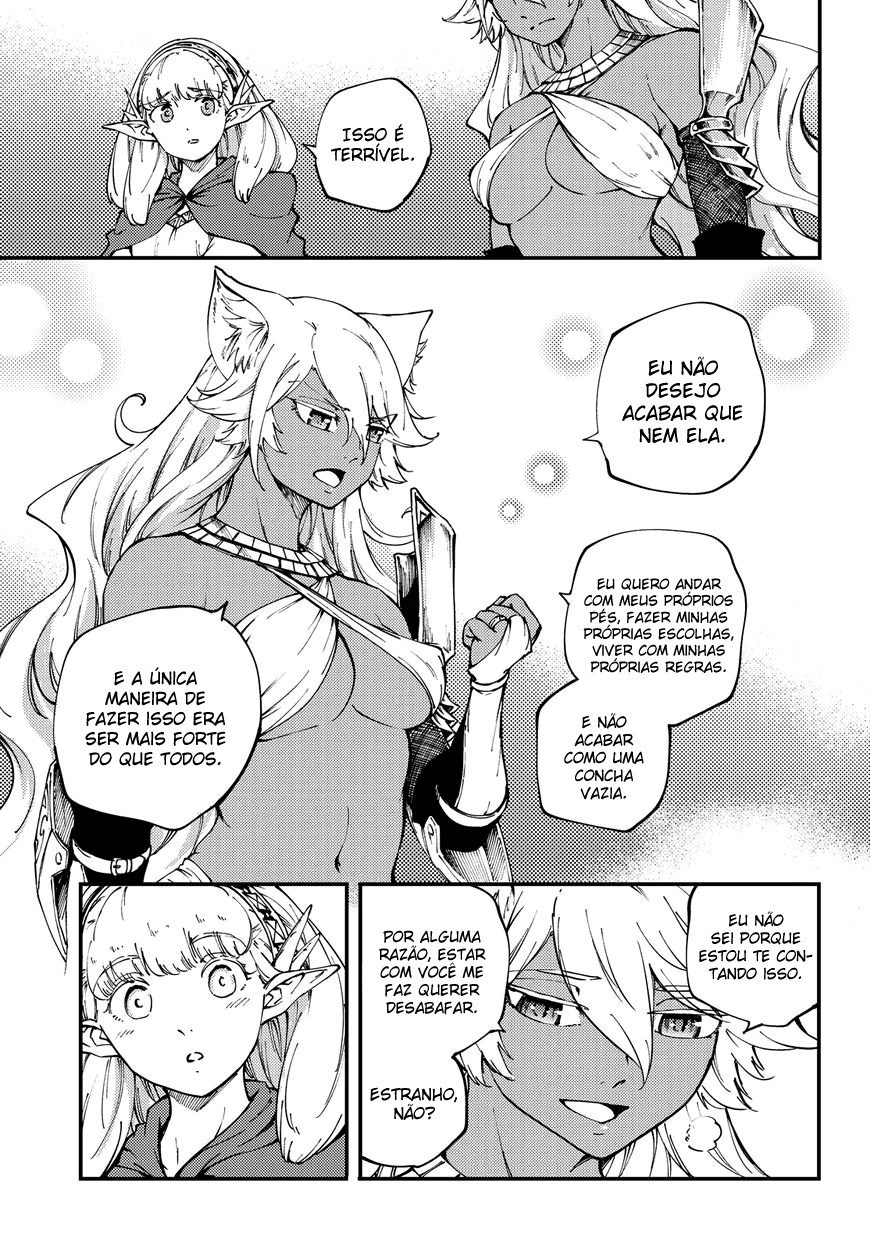 ISSO É
TERRÍVEL.
EU NÃO
DESEJO
ACABAR QUE
NEM ELA.
EU QUERO ANDAR
COM MEUS PRÓPRIOS
PÉS, FAZER MINHAS
PRÓPRIAS ESCOLHAS,
VIVER COM MINHAS
PRÓPRIAS REGRAS.
E NÃO
ACABAR
COMO UMA
CONCHA
VAZIA.
E A ÚNICA
MANEIRA DE
FAZER ISSO ERA
SER MAIS FORTE
DO QUE TODOS.
EU NÃO
SEI PORQUE
ESTOU TE CON-
TANDO ISSO.
POR ALGUMA
RAZÃO, ESTAR
COM VOCÊ ME
FAZ QUERER
DESABAFAR.
ESTRANHO,
NÃO?